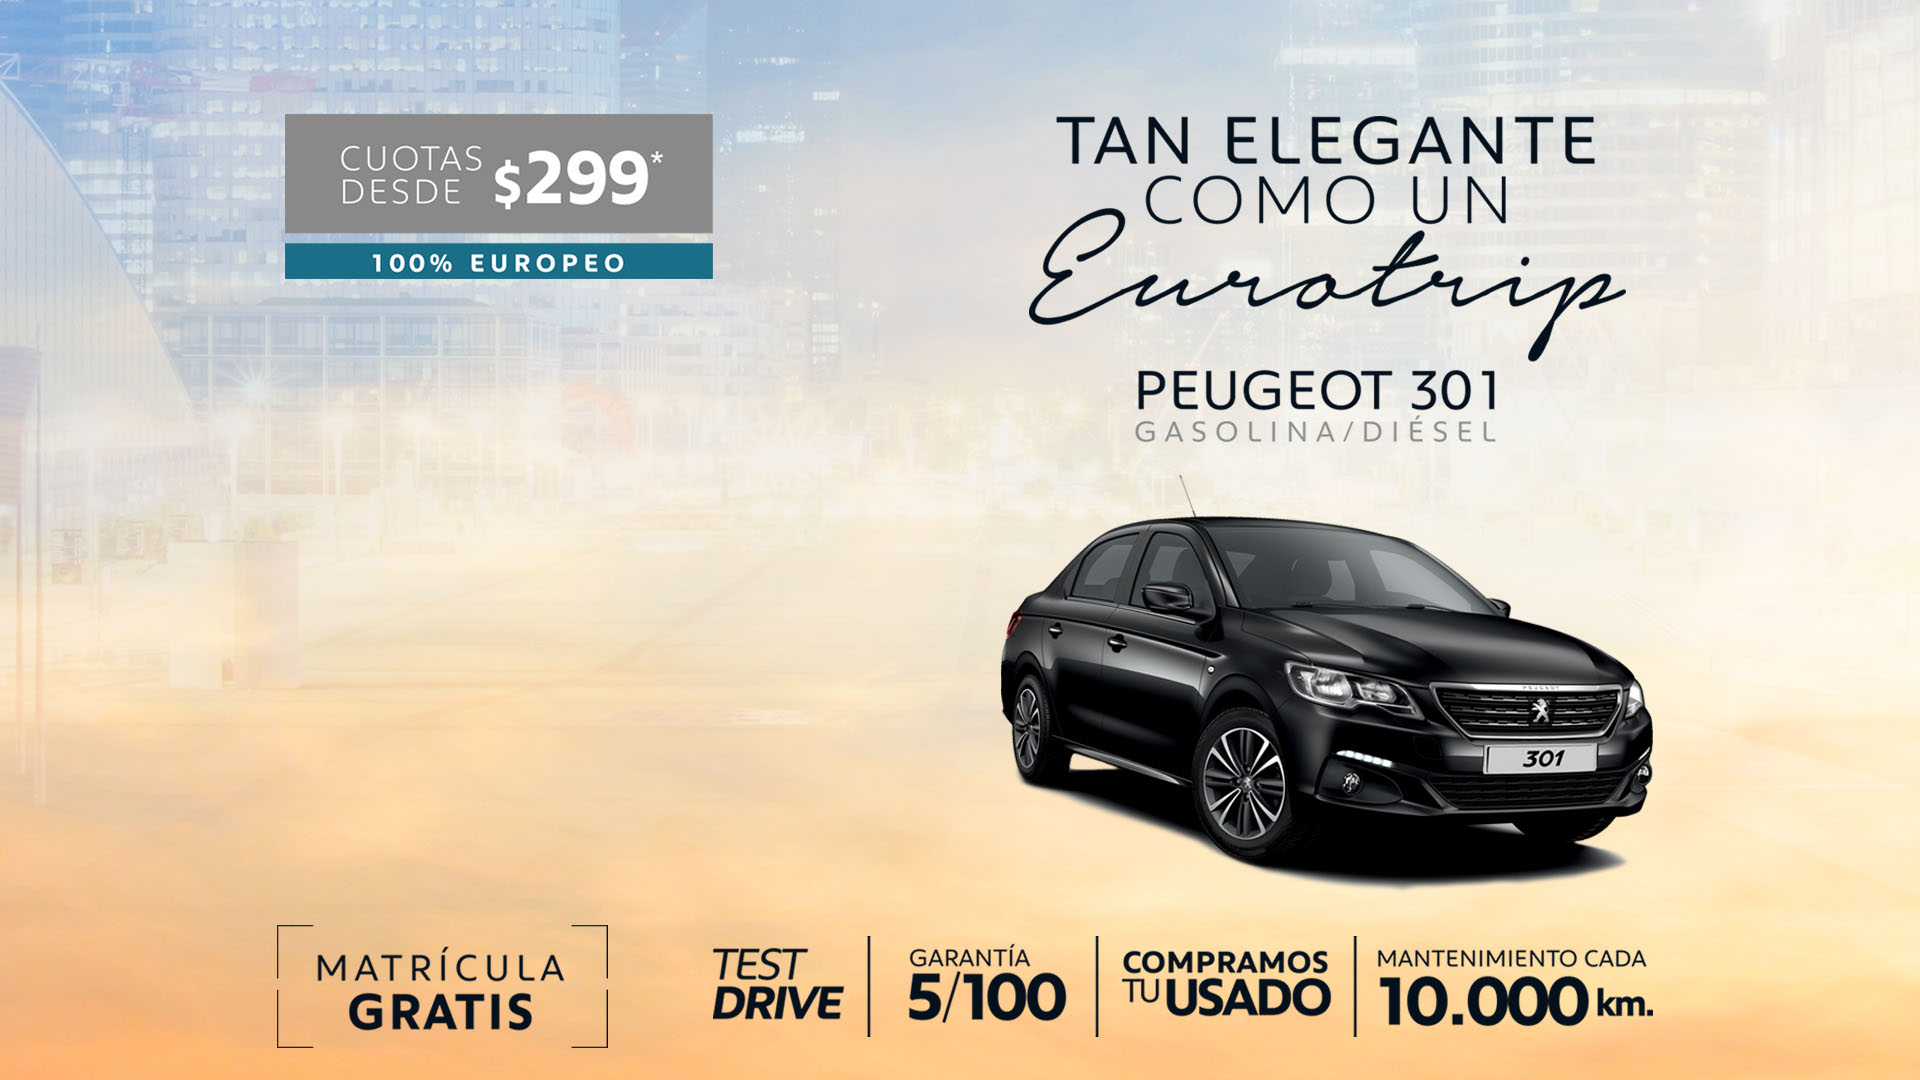 CUOTAS
DESDE $299*
100% EUROPEO
TAN ELEGANTE
COMO UN
Eurotrip
PEUGEOT 301
GASOLINA/DIÉSEL
PEUGEOT
301
MATRÍCULA
GRATIS
TEST
DRIVE
GARANTÍA
5/100
COMPRAMOS
TU USADO
MANTENIMIENTO CADA
10.000 km.